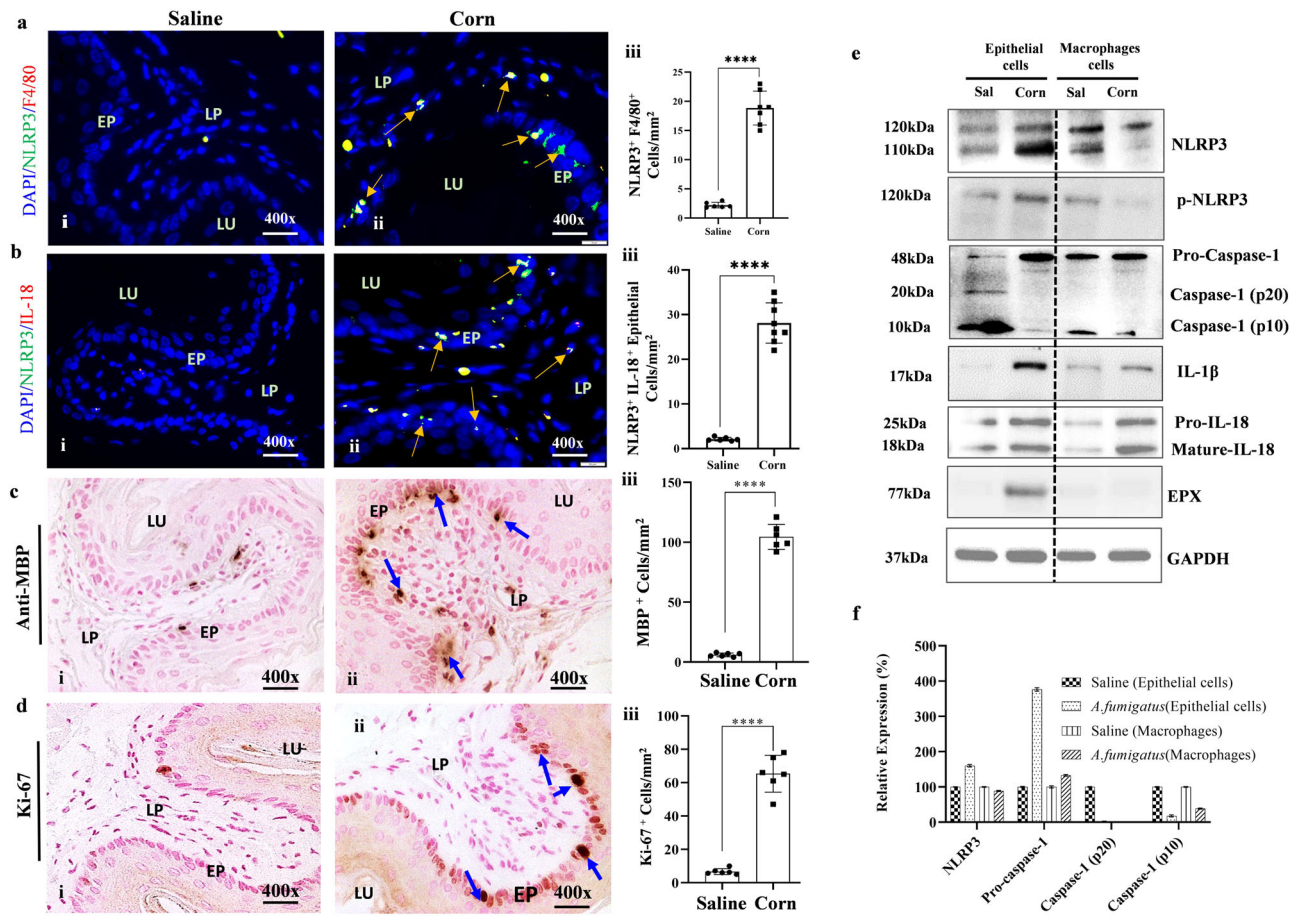 Saline
Corn
a
DAPI/NLRP3/F4/80
EP
LP
LU
i
400x
LP
LU
EP
ii
400x
iii
NLRP3+ F4/80+
Cells/mm2
****
25
20
15
10
5
0
Saline
Corn
b
DAPI/NLRP3/IL-18
LU
EP
LP
i
400x
LU
EP
LP
ii
400x
iii
NLRP3+ IL-18+ Epithelial
Cells/mm2
****
40
30
20
10
0
Saline
Corn
c
Anti-MBP
LU
LP
EP
i
400x
EP
LU
LP
ii
400x
iii
MBP + Cells/mm2
****
150
100
50
0
Saline Corn
d
Ki-67
LU
LP
EP
i
400x
ii
LP
LU
EP
400x
iii
Ki-67 + Cells/mm2
****
100
80
60
40
20
0
Saline Corn
e
Epithelial
cells
Macrophages
cells
Sal
Corn
Sal
Corn
120kDa
110kDa
NLRP3
120kDa
p-NLRP3
48kDa
Pro-Caspase-1
20kDa
Caspase-1 (p20)
10kDa
Caspase-1 (p10)
17kDa
IL-1β
25kDa
Pro-IL-18
18kDa
Mature-IL-18
77kDa
EPX
37kDa
GAPDH
f
Relative Expression (%)
500
400
300
200
100
0
Saline (Epithelial cells)
A.fumigatus(Epithelial cells)
Saline (Macrophages)
A.fumigatus(Macrophages)
NLRP3
Pro-caspase-1
Caspase-1 (p20)
Caspase-1 (p10)